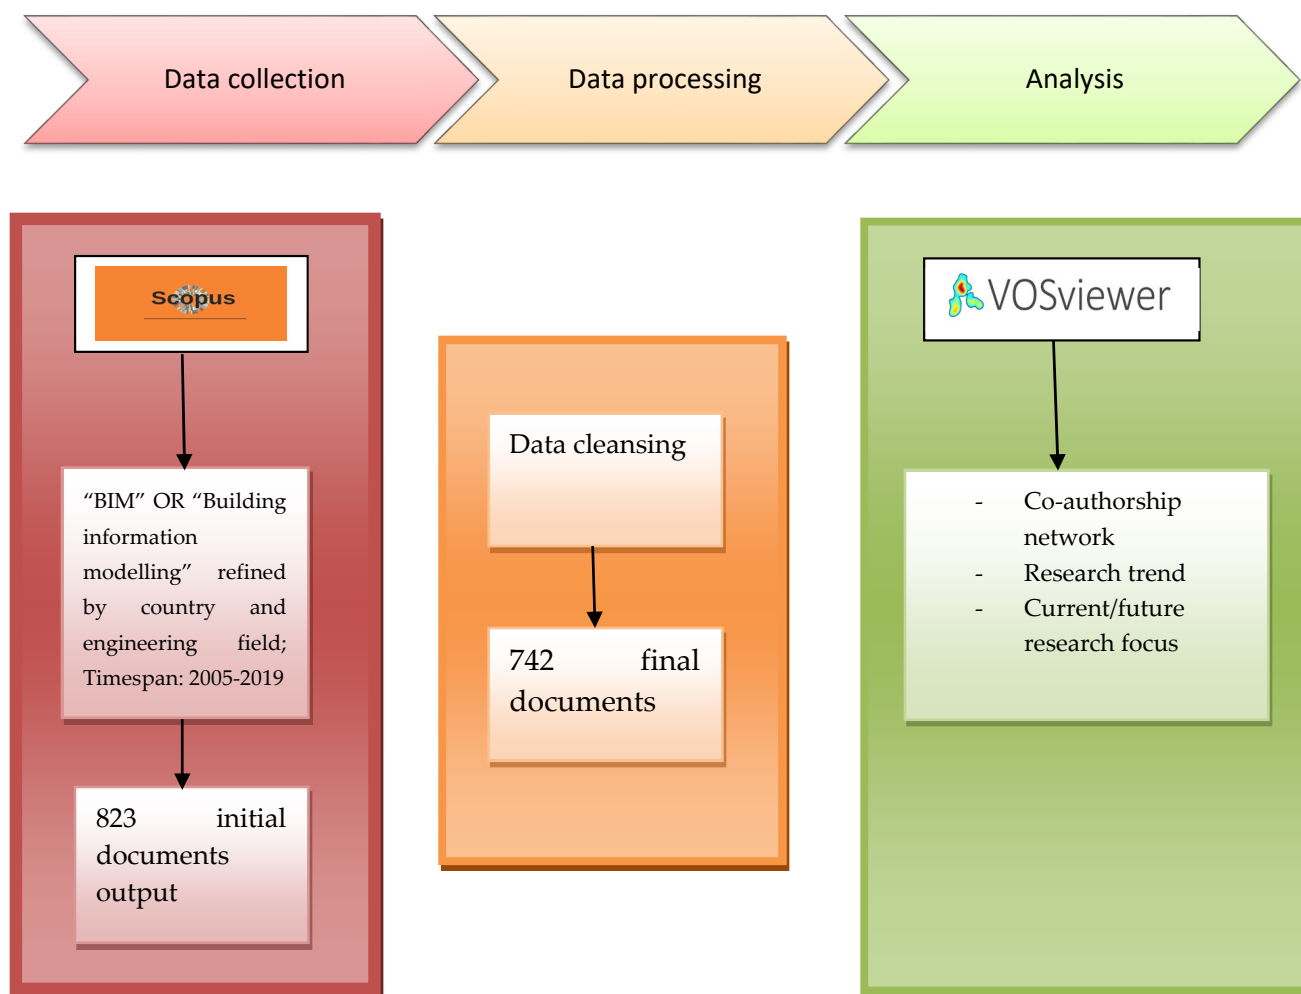 Data collection
Data processing
Analysis
Scopus
“BIM” OR “Building
information
modelling” refined
by country and
engineering field;
Timespan: 2005-2019
823 initial
documents
output
Data cleansing
742 final
documents
VOSviewer
- Co-authorship
network
- Research trend
- Current/future
research focus